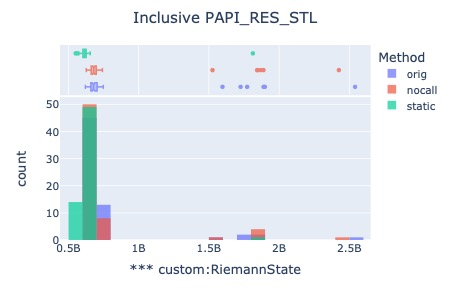 Inclusive PAPI_RES_STL
Method
orig
nocall
static
50
40
30
20
10
0
count
0.5B 1B 1.5B 2B 2.5B
*** custom:RiemannState